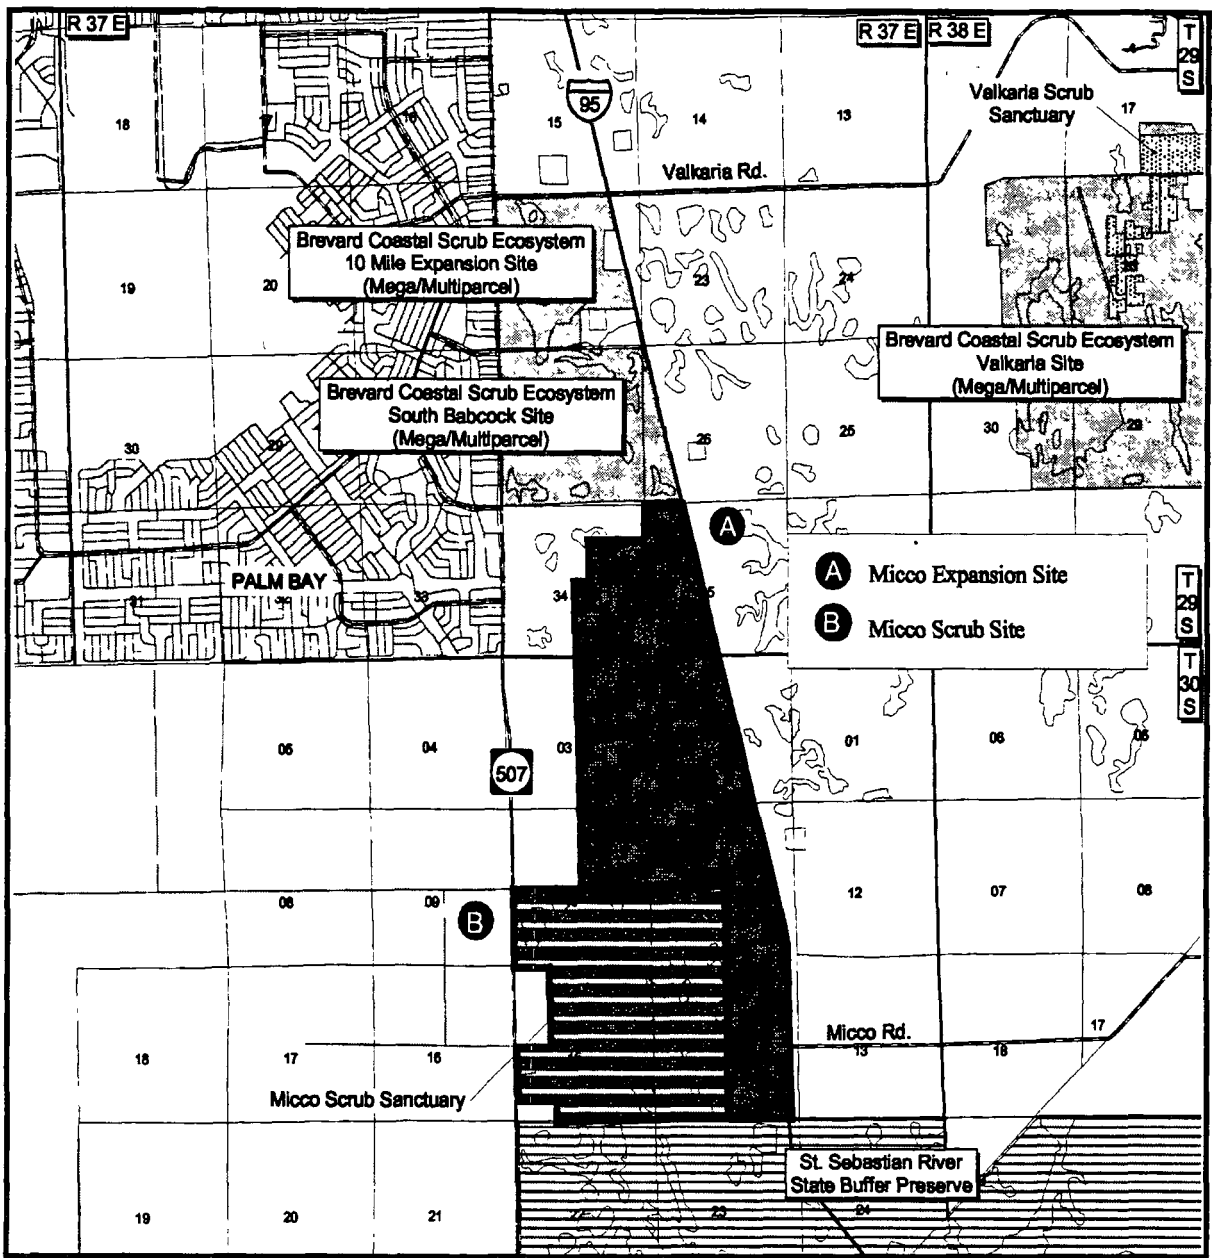 R 37 E
R 37 E
R 38 E
T
29
S
95
18
16
15
14
13
Valkaria Scrub
Sanctuary
17
Valkaria Rd.
Brevard Coastal Scrub Ecosystem
10 Mile Expansion Site
(Mega/Multiparcel)
19
20
23
24
Brevard Coastal Scrub Ecosystem
Valkaria Site
(Mega/Multiparcel)
Brevard Coastal Scrub Ecosystem
South Babcock Site
(Mega/Multiparcel)
30
29
26
25
30
29
A
A Micco Expansion Site
B Micco Scrub Site
PALM BAY
31
33
34
T
29
S
T
30
S
05
04
03
01
06
05
507
08
09
12
07
08
B
Micco Rd.
17
18
17
16
13
18
Micco Scrub Sanctuary
St. Sebastian River
State Buffer Preserve
19
20
21
23
24